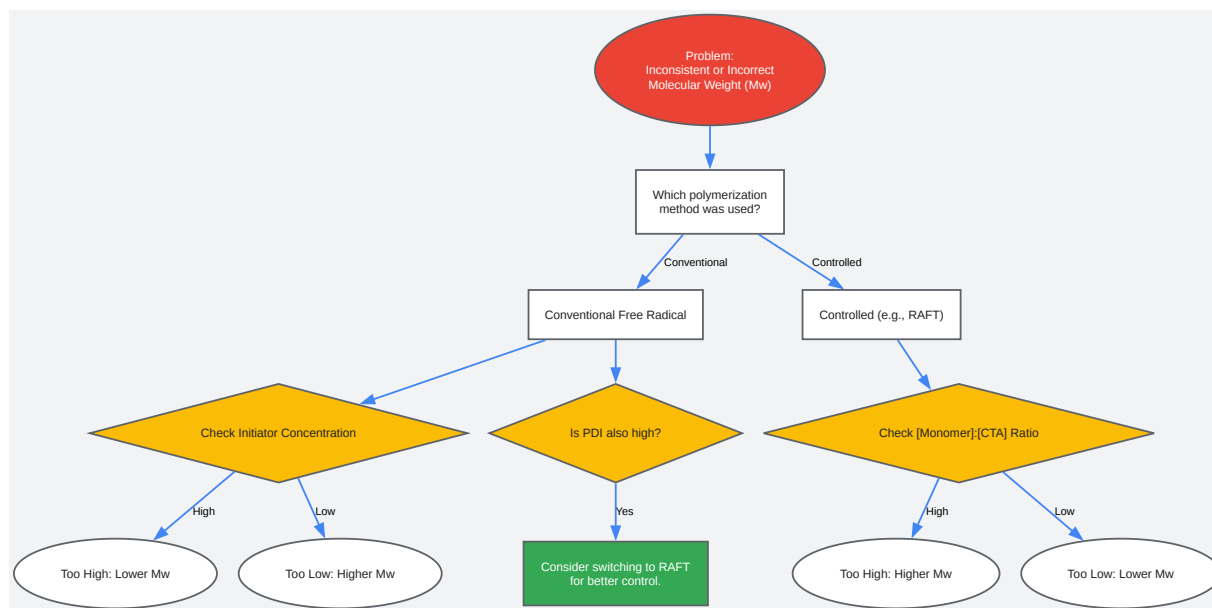 Problem:
Inconsistent or Incorrect
Molecular Weight (Mw)
Which polymerization
method was used?
Conventional
Controlled
Conventional Free Radical
Controlled (e.g., RAFT)
Check Initiator Concentration
Is PDI also high?
Check [Monomer]:[CTA] Ratio
High
Low
Yes
High
Low
Too High: Lower Mw
Too Low: Higher Mw
Consider switching to RAFT
for better control.
Too High: Higher Mw
Too Low: Lower Mw